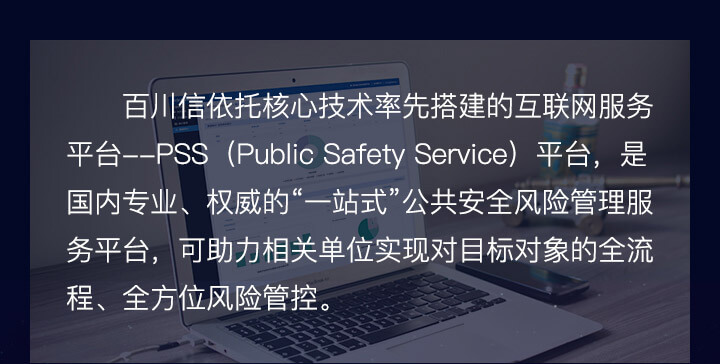 百川信依托核心技术率先搭建的互联网服务
平台--PSS（Public Safety Service）平台，是
国内专业、权威的“一站式”公共安全风险管理服
务平台，可助力相关单位实现对目标对象的全流
程、全方位风险管控。